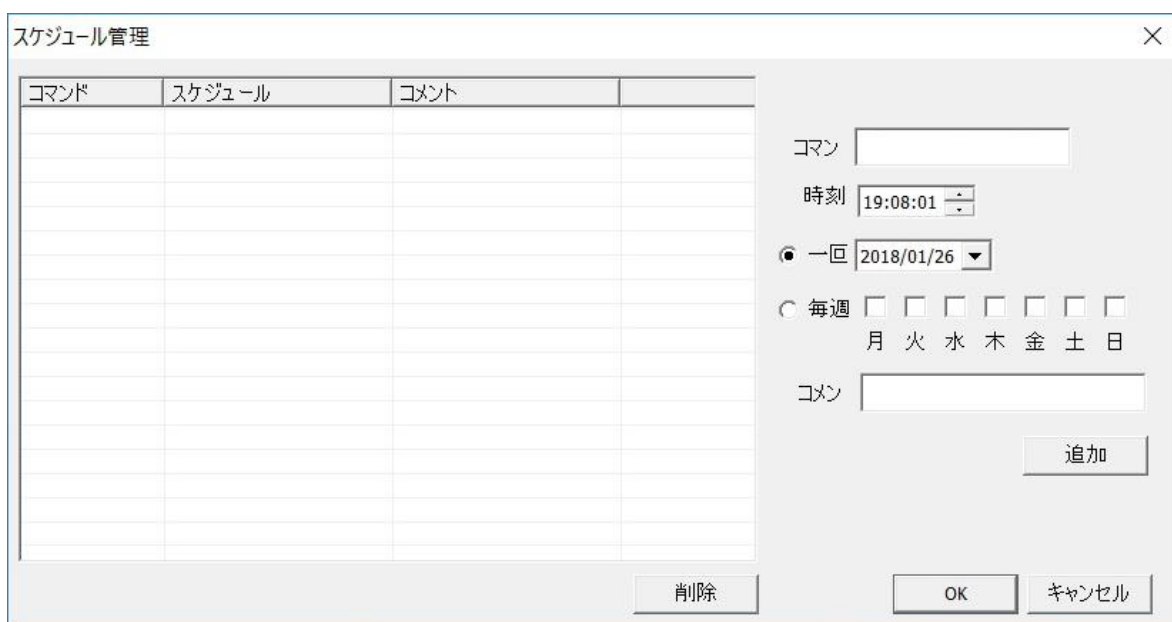 スケジュール管理
コマンド スケジュール コメント
コマン
時刻 19:08:01
一回 2018/01/26
毎週
月 火 水 木 金 土 日
コメン
追加
削除 OK キャンセル